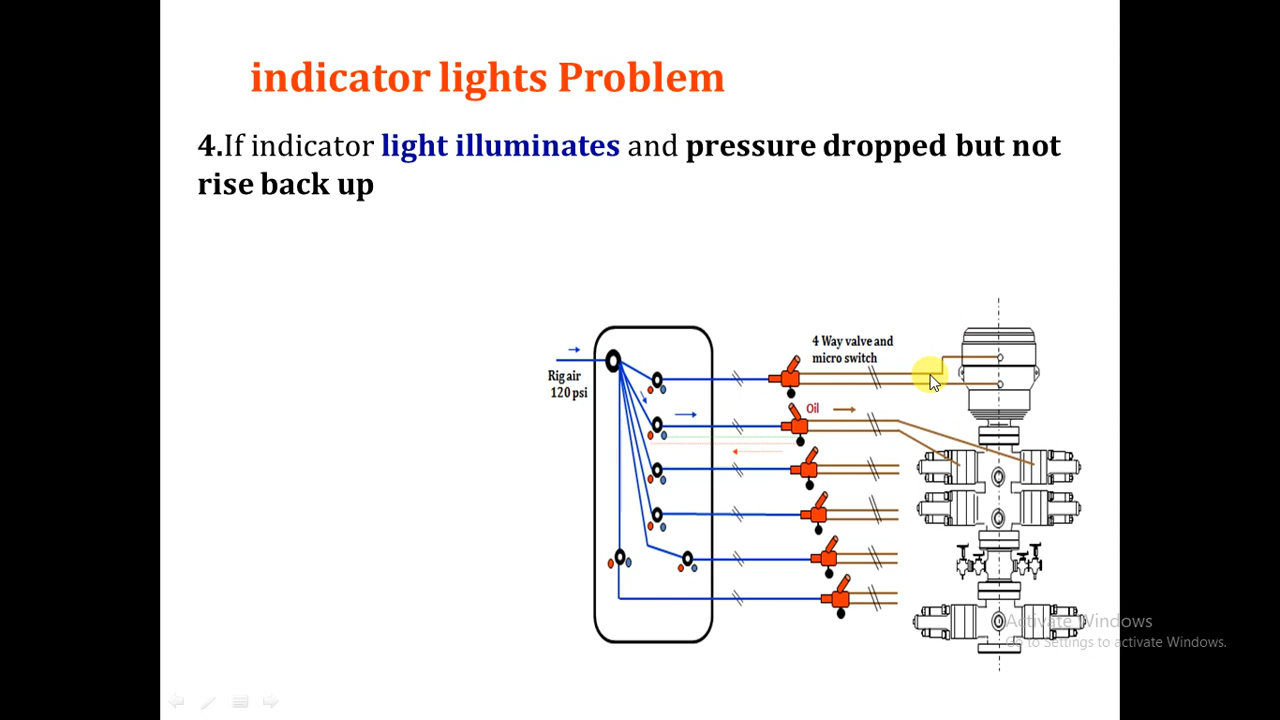 indicator lights Problem
4.If indicator light illuminates and pressure dropped but not
rise back up
4 Way valve and
micro switch
Rig air
120 psi
Oil
Activate Windows
Go to Settings to activate Windows.